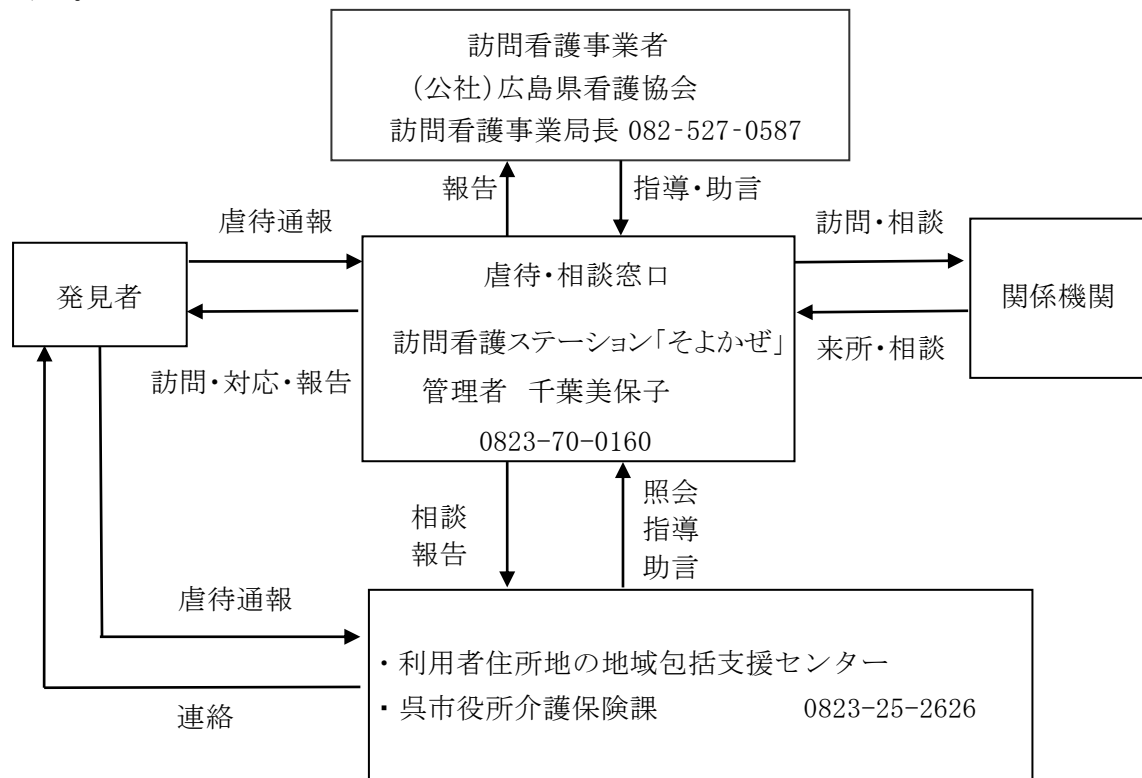 訪問看護事業者
(公社)広島県看護協会
訪問看護事業局長 082-527-0587
報告
指導・助言
虐待通報
訪問・相談
発見者
虐待・相談窓口
関係機関
訪問看護ステーション「そよかぜ」
来所・相談
訪問・対応・報告
管理者 千葉美保子
0823-70-0160
相談
報告
照会
指導
助言
虐待通報
・利用者住所地の地域包括支援センター
・呉市役所介護保険課 0823-25-2626
連絡